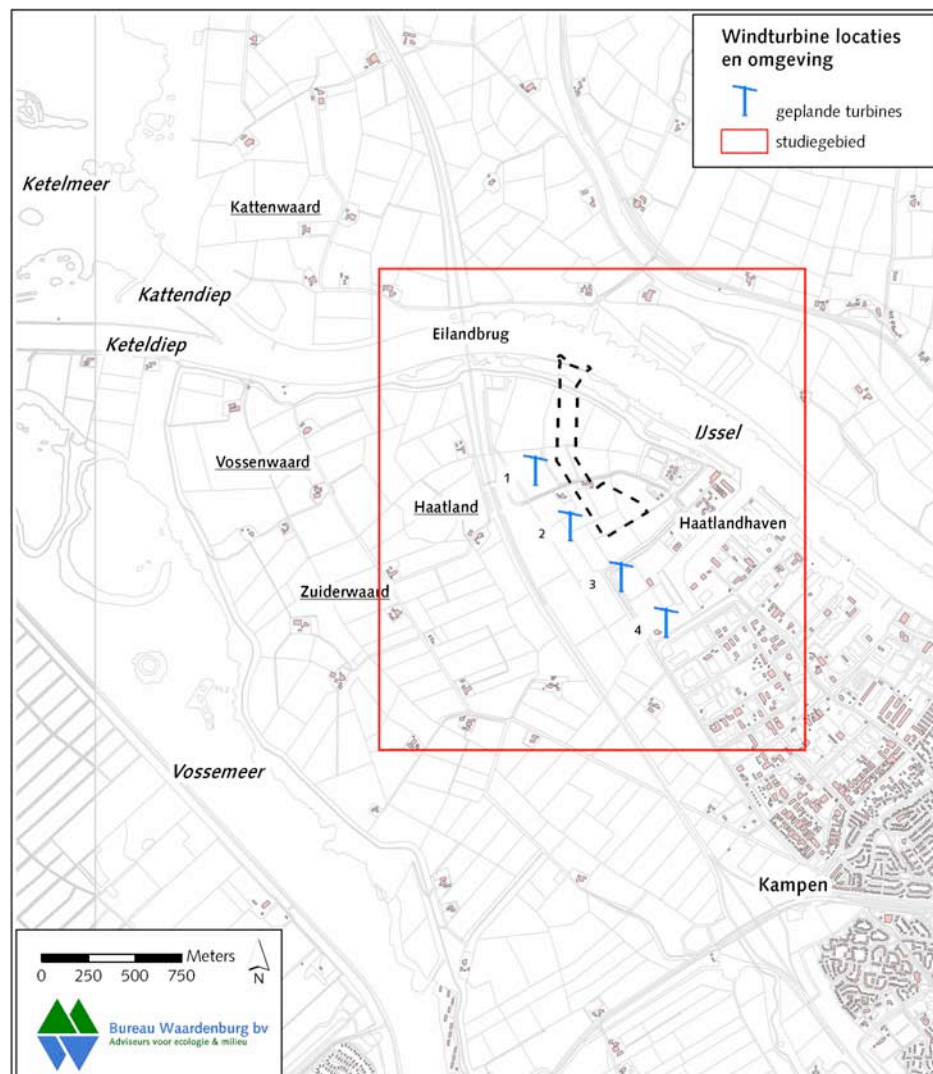 Windturbine locaties
en omgeving
geplande turbines
studiegebied
Ketelmeer
Kattenwaard
Kattendiep
Keteldiep
Eilandbrug
IJssel
Vossenwaard
1
Haatland
2
Haatlandhaven
3
Zuiderwaard
4
Vossemeer
Kampen
Meters
0 250 500 750
N
Bureau Waardenburg bv
Adviseurs voor ecologie & milieu